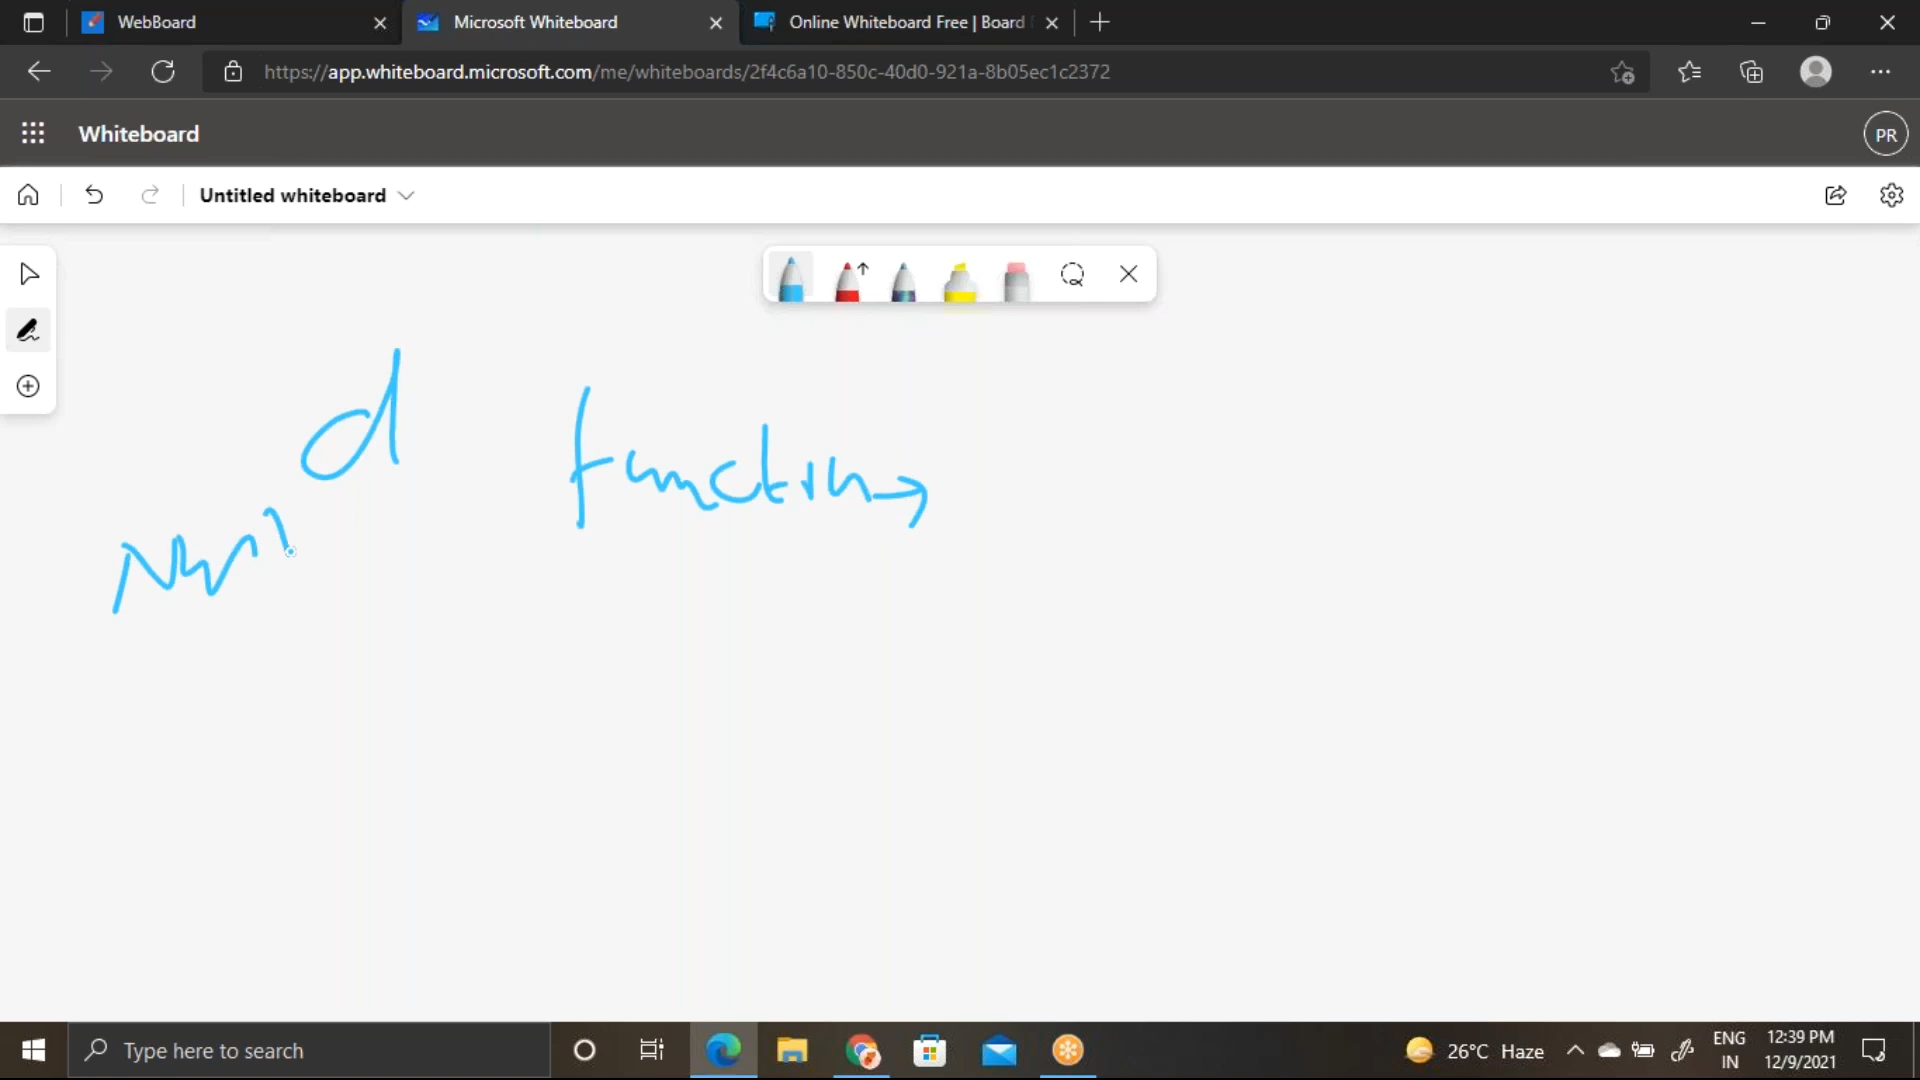 WebBoard
Microsoft Whiteboard
Online Whiteboard Free | Board
https://app.whiteboard.microsoft.com/me/whiteboards/2f4c6a10-850c-40d0-921a-8b05ec1c2372
Whiteboard
PR
Untitled whiteboard
d function
Type here to search
26°C Haze
ENG
IN
12:39 PM
12/9/2021